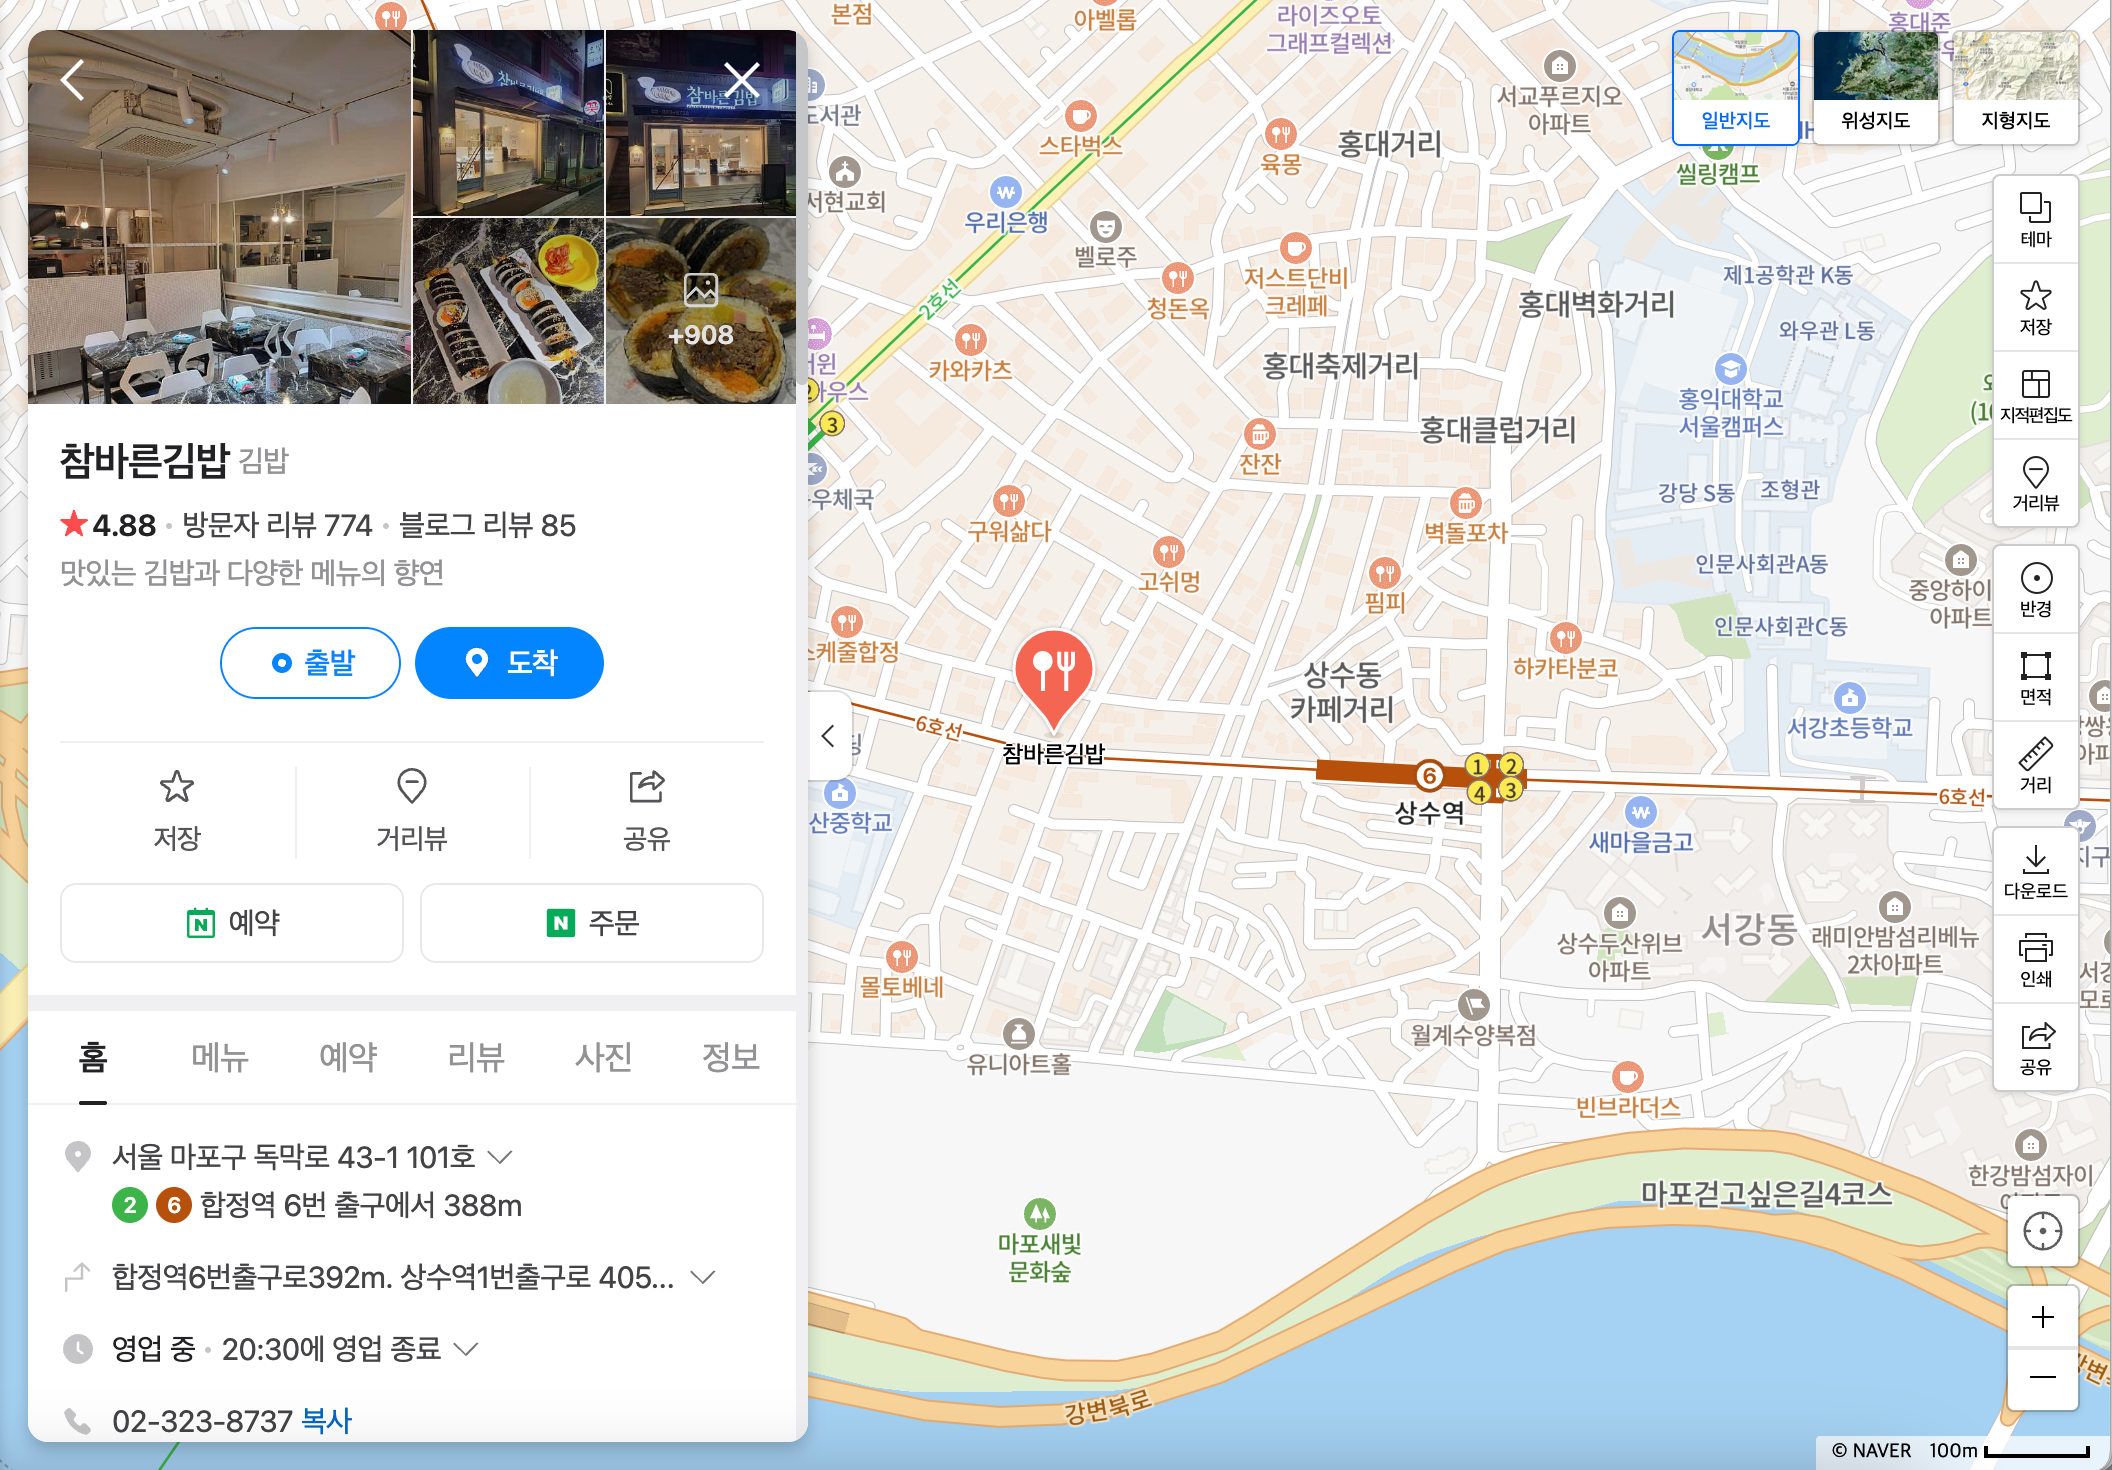 +908
참바른김밥 김밥
4.88 · 방문자 리뷰 774 · 블로그 리뷰 85
맛있는 김밥과 다양한 메뉴의 향연
출발
도착
저장
거리뷰
공유
예약
주문
홈
메뉴
예약
리뷰
사진
정보
서울 마포구 독막로 43-1 101호
2 6 합정역 6번 출구에서 388m
합정역6번출구로392m. 상수역1번출구로 405...
영업 중 · 20:30에 영업 종료
02-323-8737 복사
본점
아벨롭
라이즈오토
그래프컬렉션
홍대준
서교푸르지오
아파트
스타벅스
육몽
홍대거리
씰링캠프
서현교회
우리은행
벨로주
청돈옥
저스트단비
크레페
2호선
카와카츠
홍대벽화거리
제1공학관 K동
와우관 L동
홍대축제거리
홍익대학교
서울캠퍼스
홍대클럽거리
3
잔잔
강당 S동
조형관
구워삶다
벽돌포차
고쉬멍
핌피
인문사회관A동
중앙하이
아파트
인문사회관C동
스케줄합정
하카타분코
상수동
카페거리
서강초등학교
6호선
참바른김밥
6
1
2
4
3
상수역
6호선
산중학교
새마을금고
상수두산위브
아파트
서강동
래미안밤섬리베뉴
2차아파트
몰토베네
월계수양복점
유니아트홀
빈브라더스
한강밤섬자이
마포걷고싶은길4코스
마포새빛
문화숲
강변북로
일반지도
위성지도
지형지도
테마
저장
지적편집도
거리뷰
반경
면적
거리
다운로드
인쇄
공유
© NAVER 100m